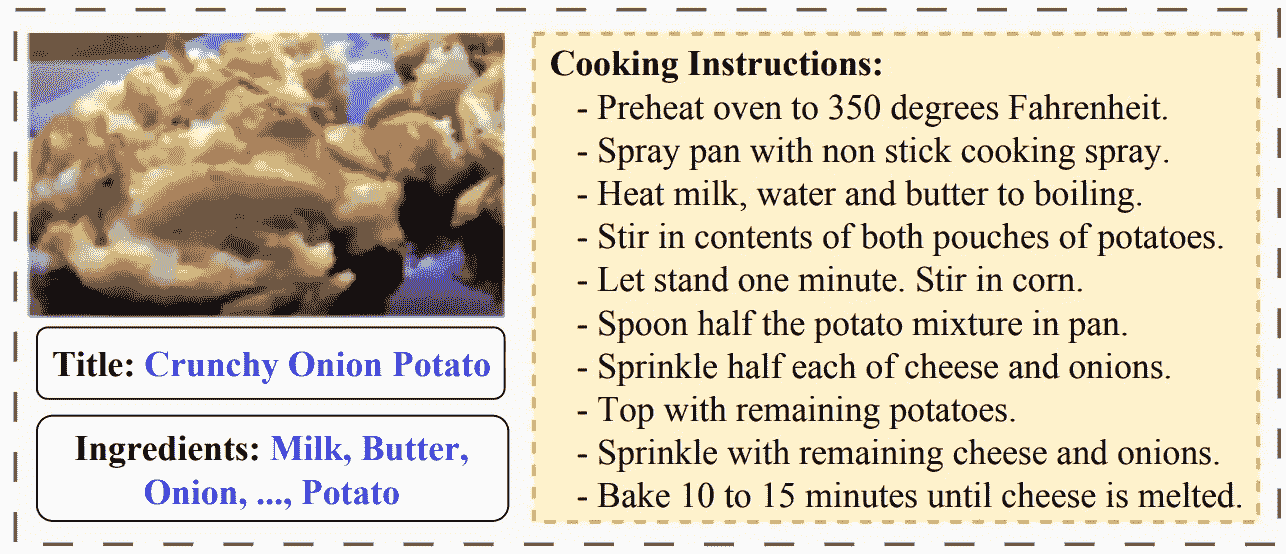 Title: Crunchy Onion Potato
Ingredients: Milk, Butter,
Onion, ..., Potato
Cooking Instructions:
- Preheat oven to 350 degrees Fahrenheit.
- Spray pan with non stick cooking spray.
- Heat milk, water and butter to boiling.
- Stir in contents of both pouches of potatoes.
- Let stand one minute. Stir in corn.
- Spoon half the potato mixture in pan.
- Sprinkle half each of cheese and onions.
- Top with remaining potatoes.
- Sprinkle with remaining cheese and onions.
- Bake 10 to 15 minutes until cheese is melted.